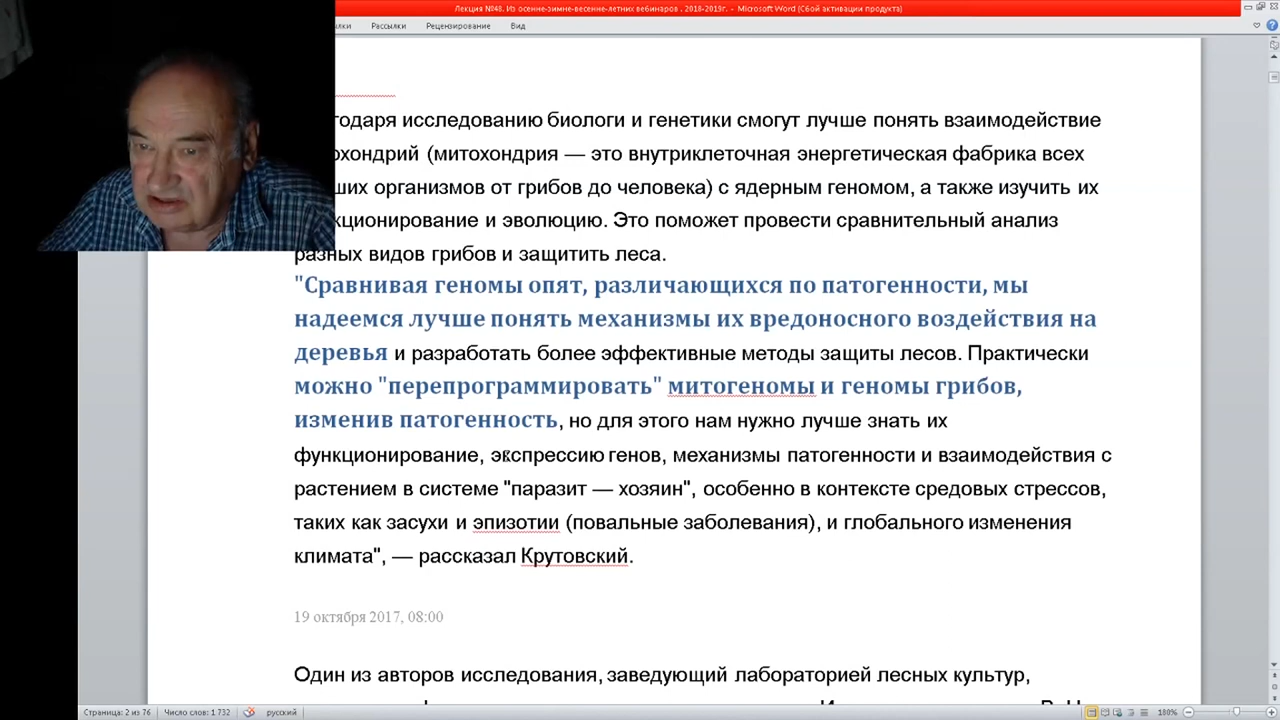 Лекция №48. Из осенне-зимне-весенне-летних вебинаров . 2018-2019г. - Microsoft Word (Сбой активации продукта)
Рассылки Рецензирование Вид
исследованию биологи и генетики смогут лучше понять взаимодействие
(митохондрия — это внутриклеточная энергетическая фабрика всех
организмов от грибов до человека) с ядерным геномом, а также изучить их
и эволюцию. Это поможет провести сравнительный анализ
разных видов грибов и защитить леса.
"Сравнивая геномы опят, различающихся по патогенности, мы
надеемся лучше понять механизмы их вредоносного воздействия на
деревья и разработать более эффективные методы защиты лесов. Практически
можно "перепрограммировать" митогеномы и геномы грибов,
изменив патогенность, но для этого нам нужно лучше знать их
функционирование, экспрессию генов, механизмы патогенности и взаимодействия с
растением в системе "паразит — хозяин", особенно в контексте средовых стрессов,
таких как засухи и эпизотии (повальные заболевания), и глобального изменения
климата", — рассказал Крутовский.
19 октября 2017, 08:00
Один из авторов исследования, заведующий лабораторией лесных культур,
Страница: 2 из 76 Число слов: 1 732 русский 180%